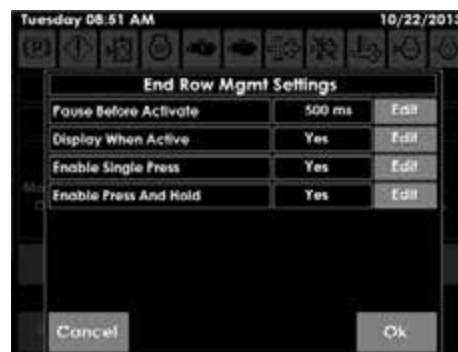 Tuesday 08:51 AM 10/22/2013
End Row Mgmt Settings
Pause Before Activate 500 ms Edit
Display When Active Yes Edit
Enable Single Press Yes Edit
Enable Press And Hold Yes Edit
Cancel Ok